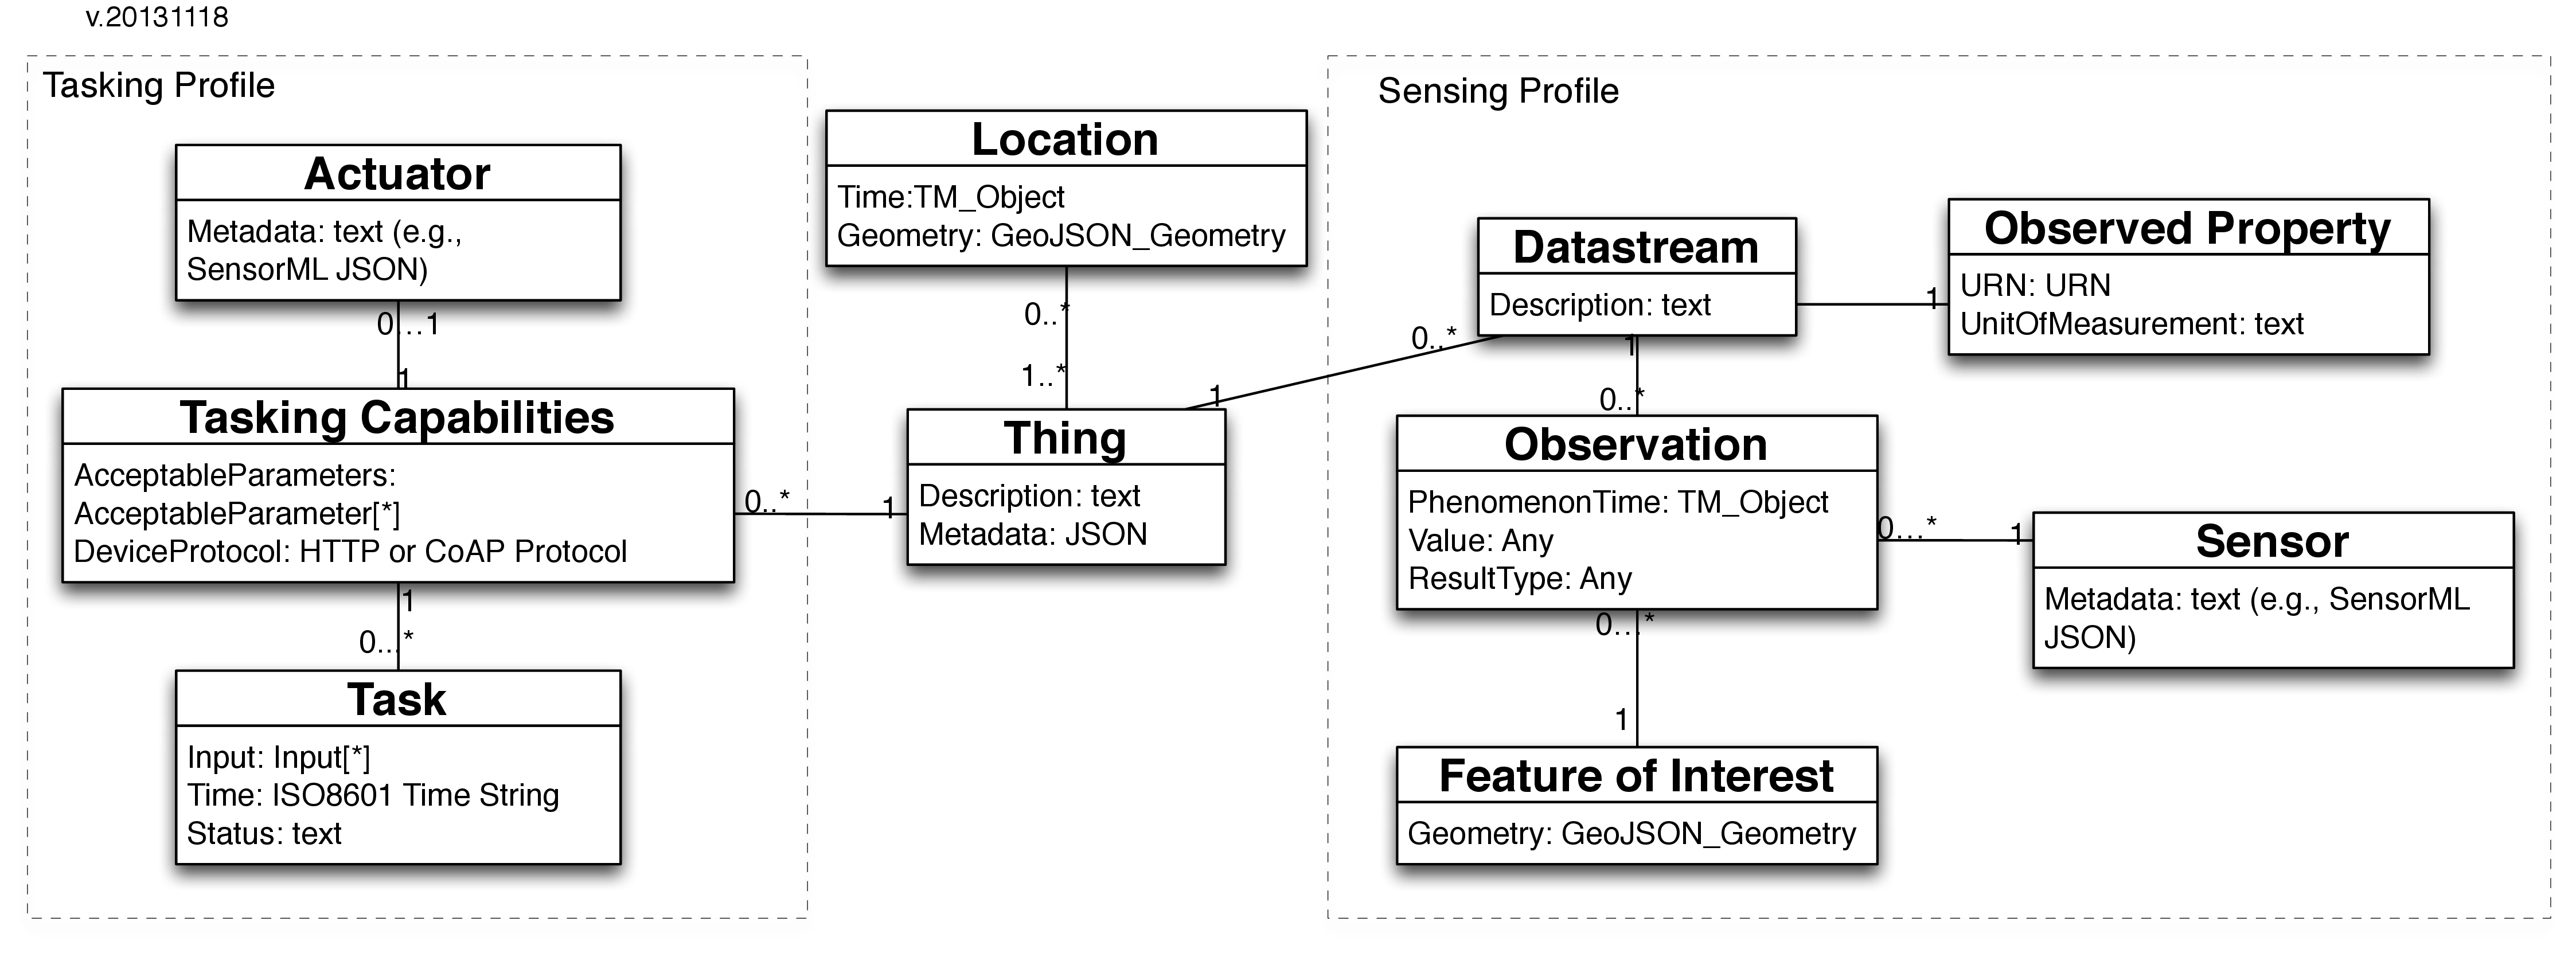 v.20131118
Tasking Profile
Actuator
Metadata: text (e.g.,
SensorML JSON)
0...1
1
Tasking Capabilities
AcceptableParameters:
AcceptableParameter[*]
DeviceProtocol: HTTP or CoAP Protocol
0..*
1
1
0...*
Task
Input: Input[*]
Time: ISO8601 Time String
Status: text
Location
Time:TM_Object
Geometry: GeoJSON_Geometry
0..*
1..*
Thing
Description: text
Metadata: JSON
1
0..*
Sensing Profile
Datastream
Description: text
1
Observed Property
URN: URN
UnitOfMeasurement: text
1
0..*
Observation
PhenomenonTime: TM_Object
Value: Any
ResultType: Any
0...*
1
Sensor
Metadata: text (e.g., SensorML
JSON)
0...*
1
Feature of Interest
Geometry: GeoJSON_Geometry